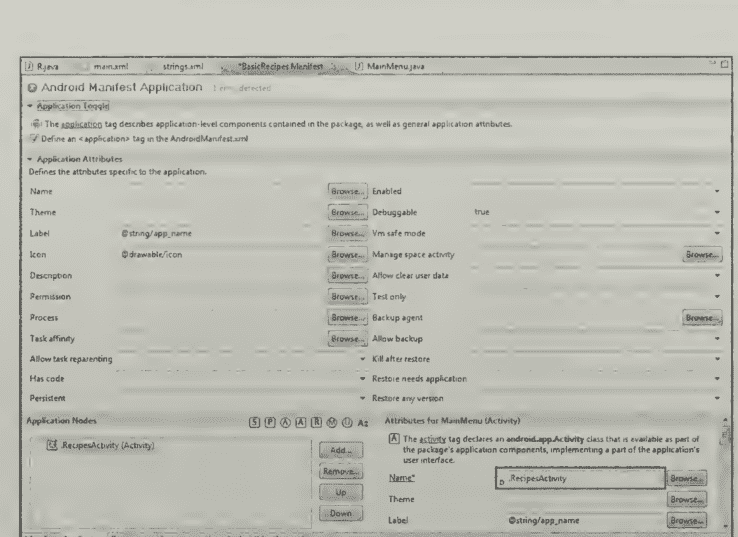 R.java main.xml strings.xml *BasicRecipes Manifest MainMenu.java
Android Manifest Application 1 error detected
Application Toggle
The application tag describes application-level components contained in the package, as well as general application attributes.
Define an <application> tag in the AndroidManifest.xml
Application Attributes
Defines the attributes specific to the application.
Name Browse... Enabled
Theme Browse... Debuggable true
Label @string/app_name Browse... Vm safe mode
Icon @drawable/icon Browse... Manage space activity Browse...
Description Browse... Allow clear user data
Permission Browse... Test only
Process Browse... Backup agent Browse...
Task affinity Browse... Allow backup
Allow task reparenting Kill after restore
Has code Restore needs application
Persistent Restore any version
Application Nodes S P A A R M U Az Attributes for MainMenu (Activity)
.RecipesActivity (Activity)
Add...
Remove...
Up
Down
A The activity tag declares an android.app.Activity class that is available as part of
the package's application components, implementing a part of the application's
user interface.
Name* .RecipesActivity Browse...
Theme Browse...
Label @string/app_name Browse...